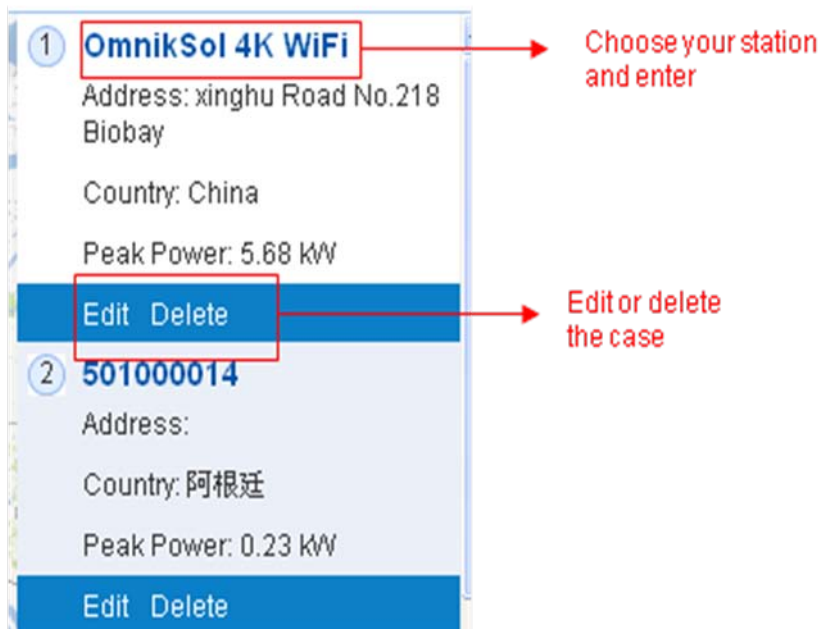 1 OmnikSol 4K WiFi
Choose your station
and enter
Address: xinghu Road No.218
Biobay
Country: China
Peak Power: 5.68 kW
Edit Delete
Edit or delete
the case
2 501000014
Address:
Country: 阿根廷
Peak Power: 0.23 kW
Edit Delete